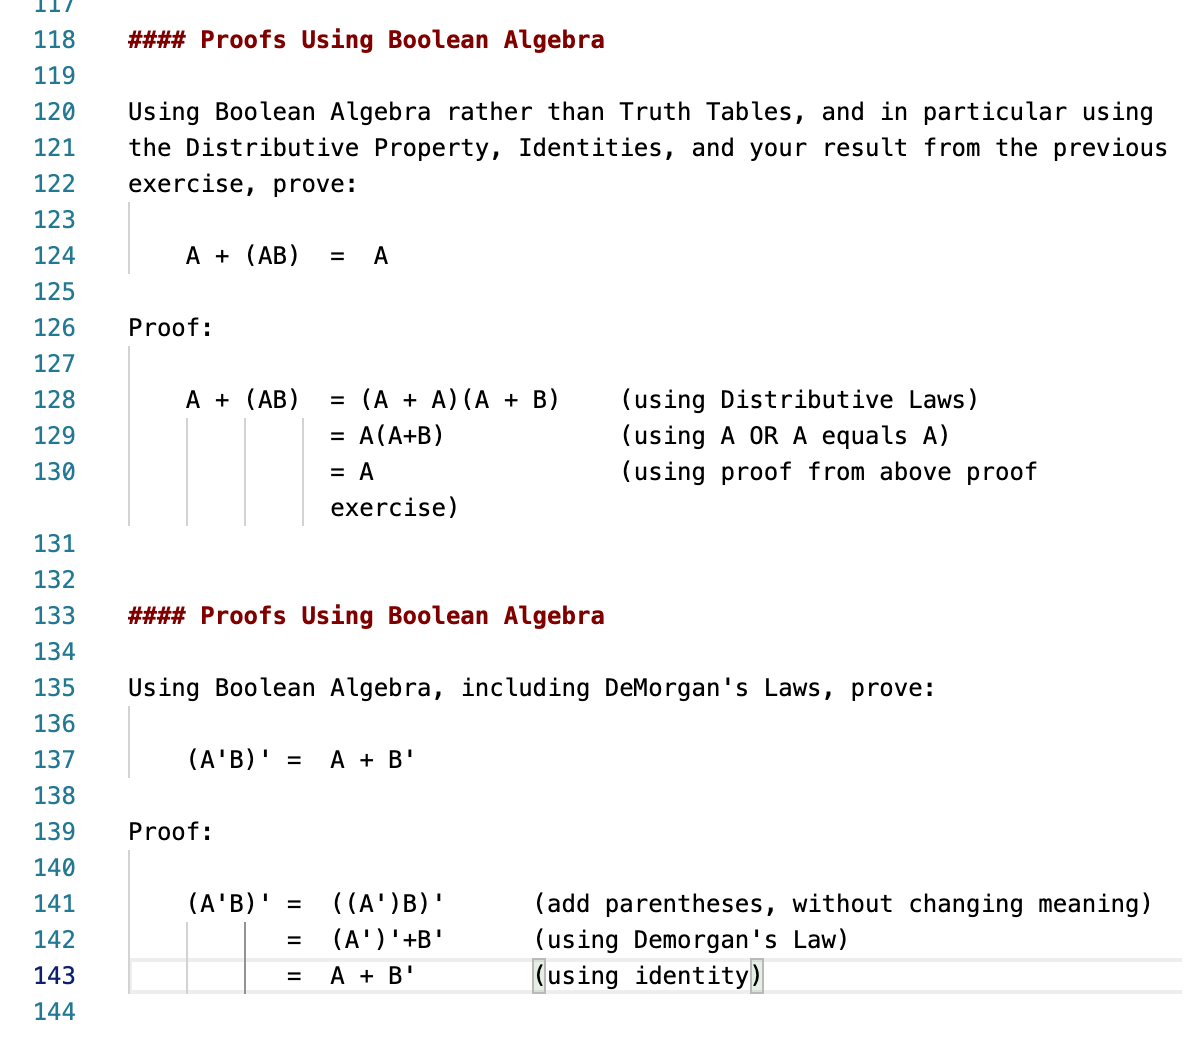 117
118 #### Proofs Using Boolean Algebra
119
120 Using Boolean Algebra rather than Truth Tables, and in particular using
121 the Distributive Property, Identities, and your result from the previous
122 exercise, prove:
123
124 A + (AB) = A
125
126 Proof:
127
128 A + (AB) = (A + A)(A + B) (using Distributive Laws)
129 = A(A+B) (using A OR A equals A)
130 = A (using proof from above proof
exercise)
131
132
133 #### Proofs Using Boolean Algebra
134
135 Using Boolean Algebra, including DeMorgan's Laws, prove:
136
137 (A'B)' = A + B'
138
139 Proof:
140
141 (A'B)' = ((A')B)' (add parentheses, without changing meaning)
142 = (A')'+B' (using Demorgan's Law)
143 = A + B' (using identity)
144